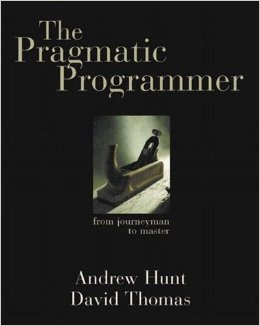 The
Pragmatic
Programmer
from journeyman
to master
Andrew Hunt
David Thomas